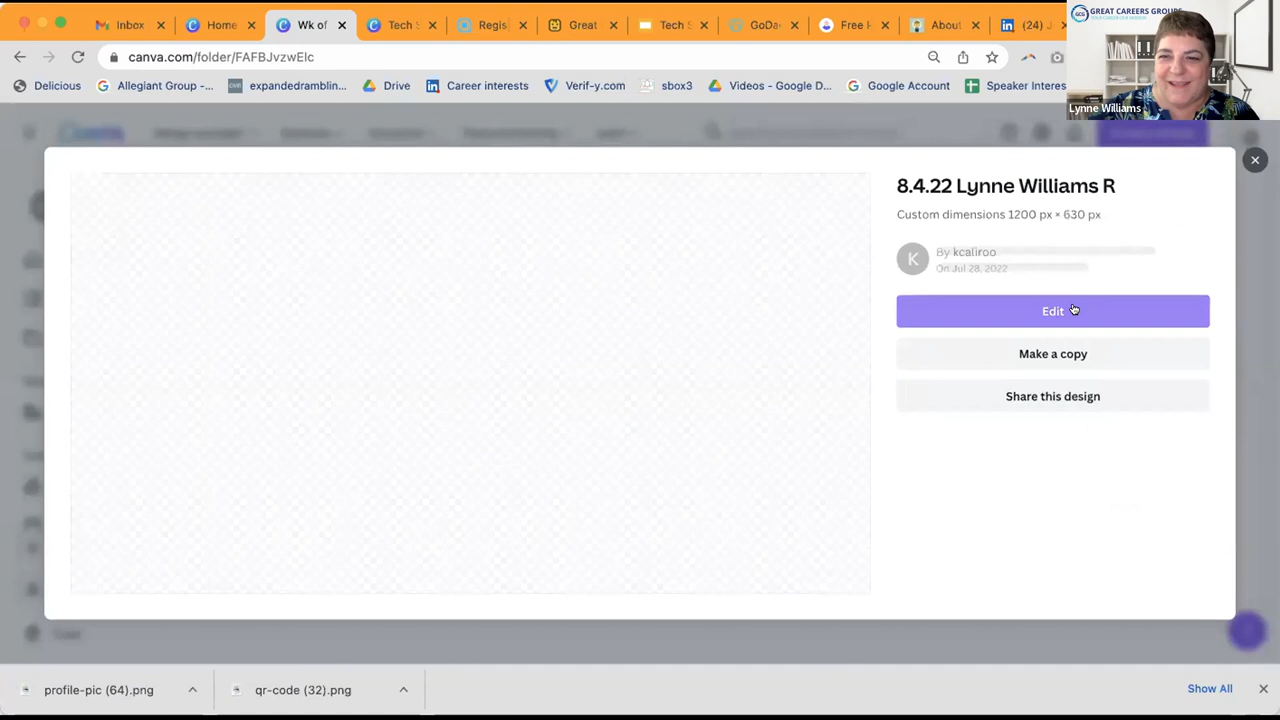 Inbox
Home
Wk of
Tech S
Regis
Great
Tech S
GoDa
Free H
Abou
(24) J
GREAT CAREERS GROUPS
canva.com/folder/FAFBJvzwElc
Delicious
Allegiant Group -...
expandedramblin...
Drive
Career interests
Verif-y.com
sbox3
Videos - Google D...
Google Account
Speaker Interes
Lynne Williams
8.4.22 Lynne Williams R
Custom dimensions 1200 px × 630 px
K
By kcaliroo
On Jul 28, 2022
Edit
Make a copy
Share this design
profile-pic (64).png
qr-code (32).png
Show All